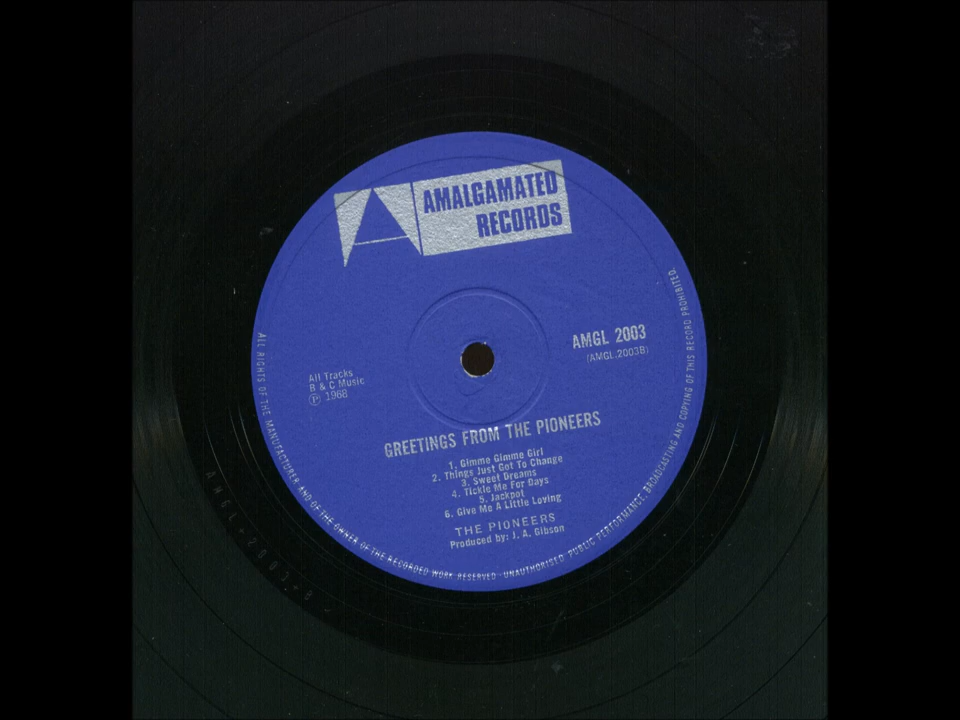 AMALGAMATED
RECORDS
AMGL 2003
(AMGL.2003B)
All Tracks
B & C Music
Ⓟ 1968
GREETINGS FROM THE PIONEERS
1. Gimme Gimme Girl
2. Things Just Got To Change
3. Sweet Dreams
4. Tickle Me For Days
5. Jackpot
6. Give Me A Little Loving
THE PIONEERS
Produced by: J. A. Gibson
ALL RIGHTS OF THE MANUFACTURER AND OF THE OWNER OF THE RECORDED WORK RESERVED · UNAUTHORISED PUBLIC PERFORMANCE, BROADCASTING AND COPYING OF THIS RECORD PROHIBITED.